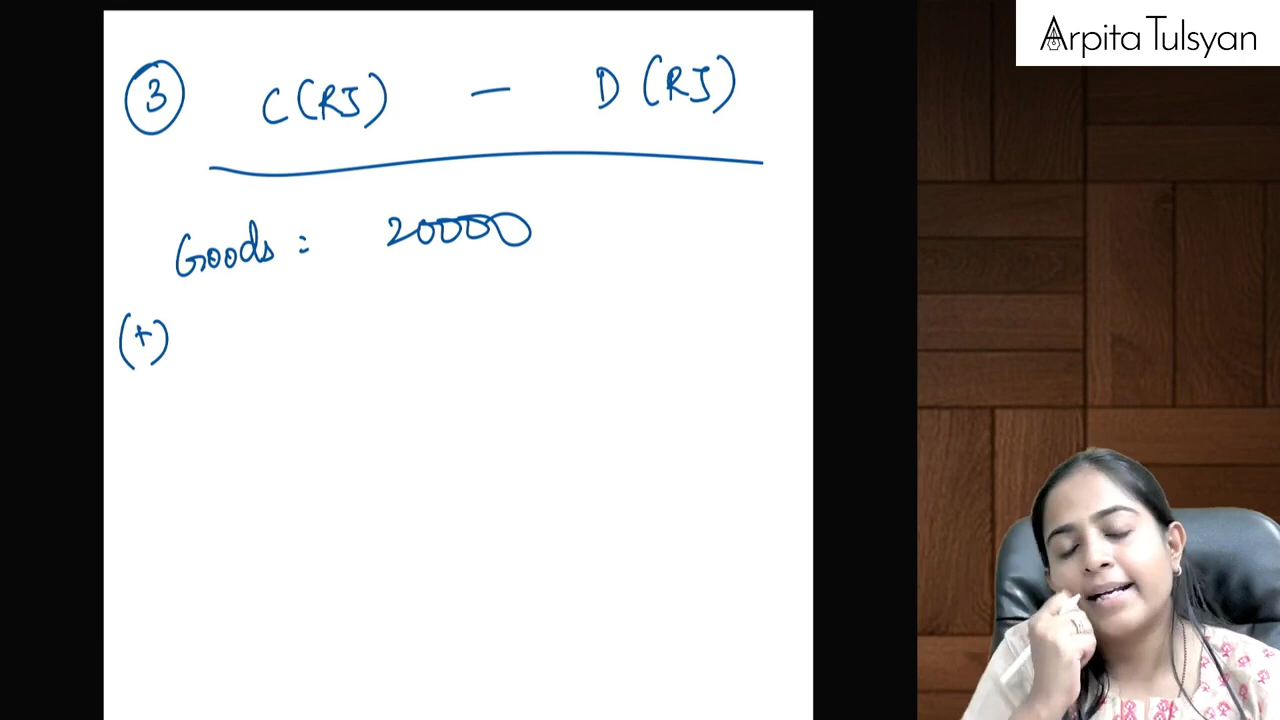 Arpita Tulsyan
③ C (RJ) — D (RJ)
Goods : 20000
(+)